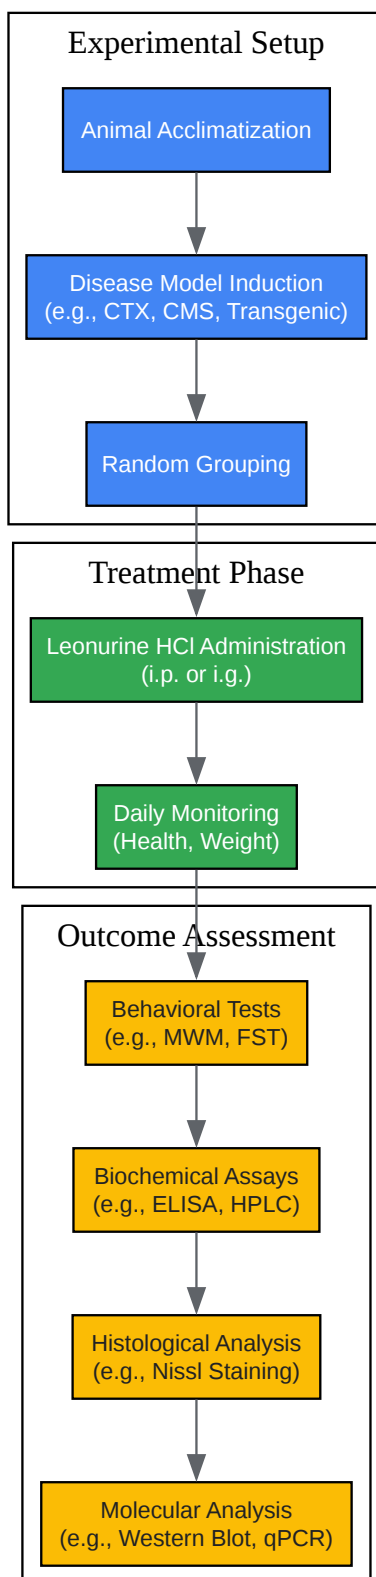 Experimental Setup
Animal Acclimatization
Disease Model Induction
(e.g., CTX, CMS, Transgenic)
Random Grouping
Treatment Phase
Leonurine HCl Administration
(i.p. or i.g.)
Daily Monitoring
(Health, Weight)
Outcome Assessment
Behavioral Tests
(e.g., MWM, FST)
Biochemical Assays
(e.g., ELISA, HPLC)
Histological Analysis
(e.g., Nissl Staining)
Molecular Analysis
(e.g., Western Blot, qPCR)